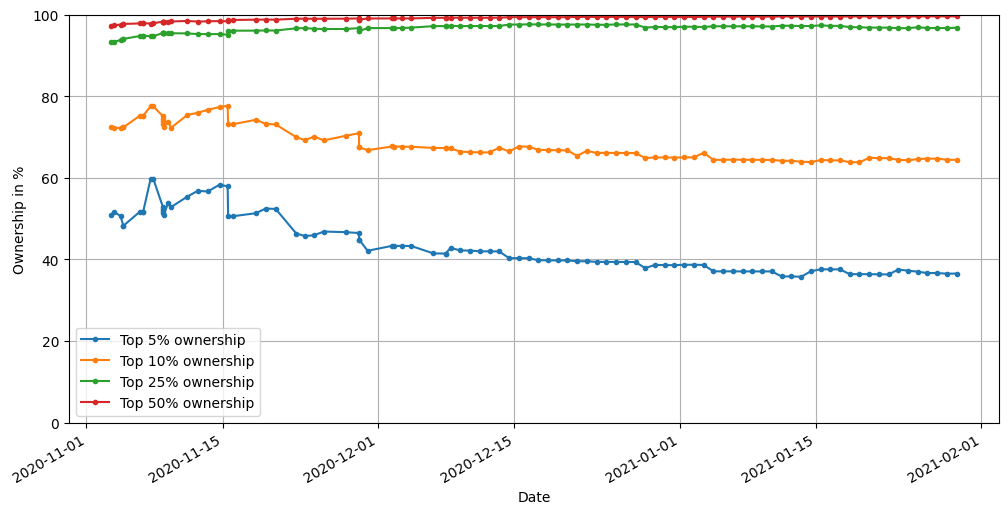 100
80
60
40
20
0
Ownership in %
Top 5% ownership
Top 10% ownership
Top 25% ownership
Top 50% ownership
2020-11-01
2020-11-15
2020-12-01
2020-12-15
2021-01-01
2021-01-15
2021-02-01
Date